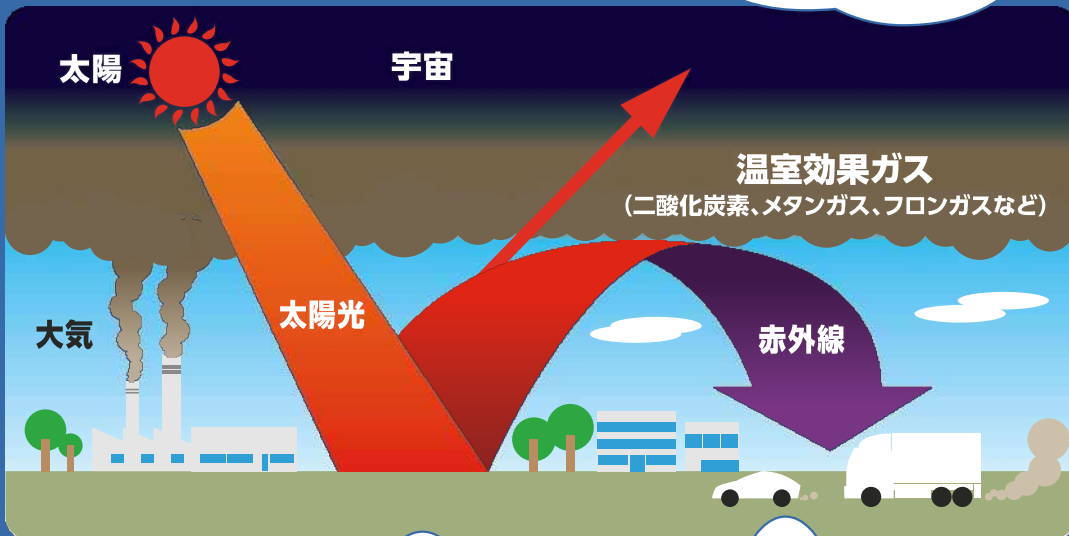 太陽
宇宙
温室効果ガス
（二酸化炭素、メタンガス、フロンガスなど）
太陽光
大気
赤外線